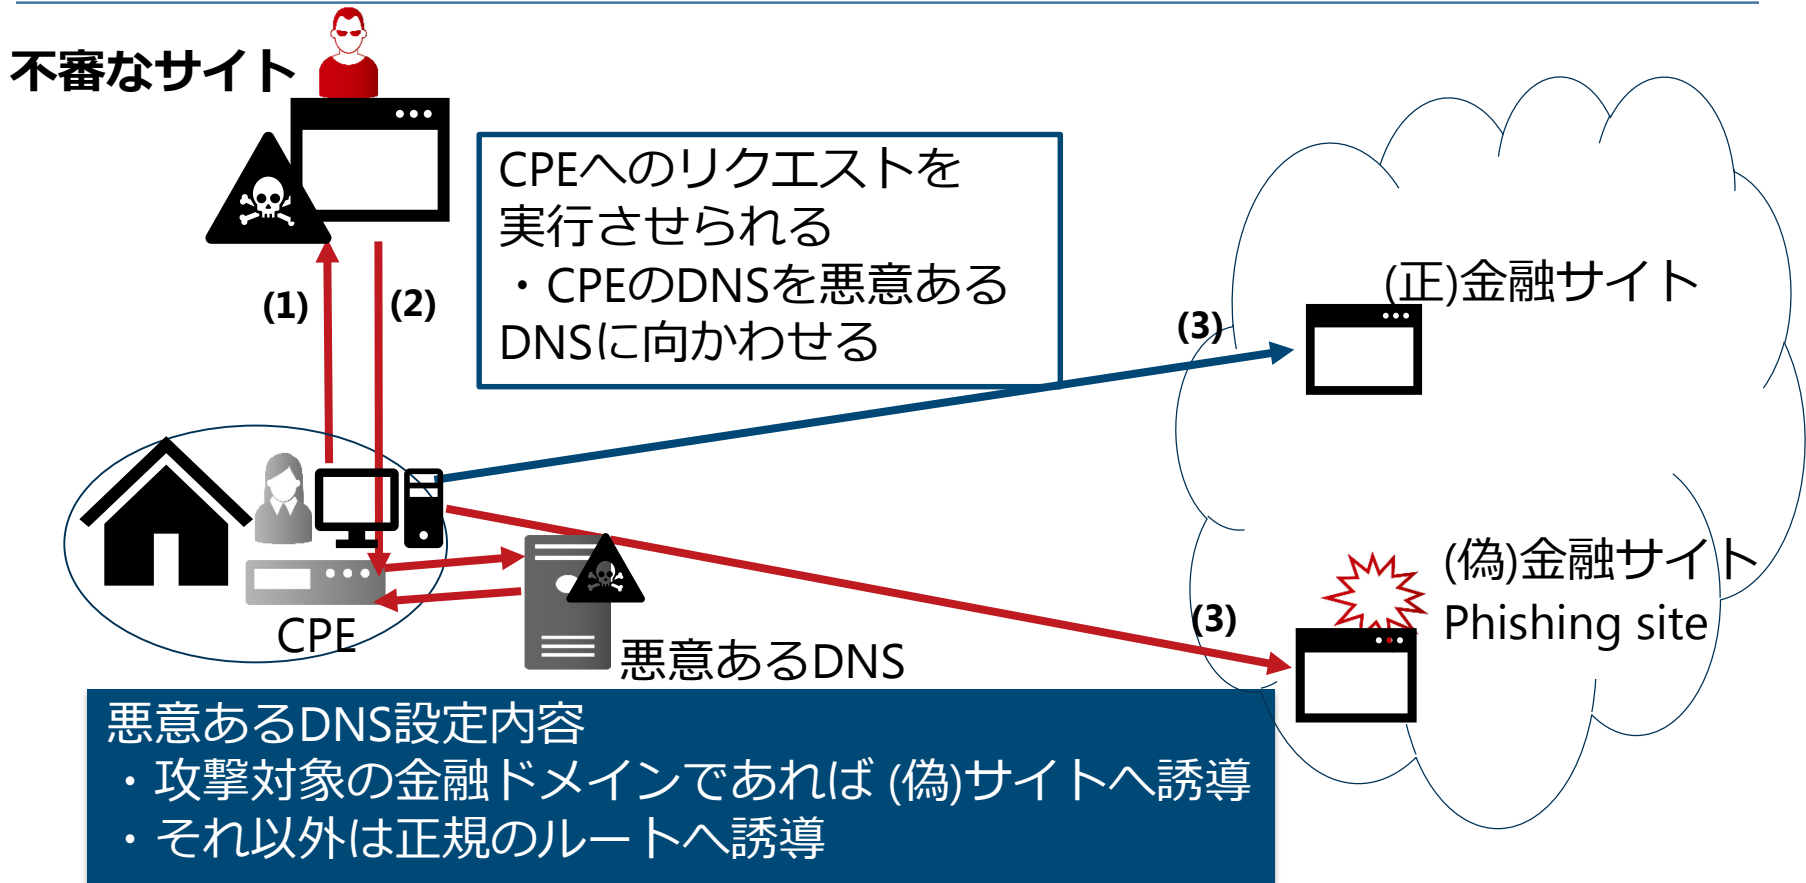 不審なサイト
CPEへのリクエストを
実行させられる
・CPEのDNSを悪意ある
DNSに向かわせる
(1)
(2)
(3)
(正)金融サイト
(偽)金融サイト
Phishing site
(3)
CPE
悪意あるDNS
悪意あるDNS設定内容
・攻撃対象の金融ドメインであれば (偽)サイトへ誘導
・それ以外は正規のルートへ誘導